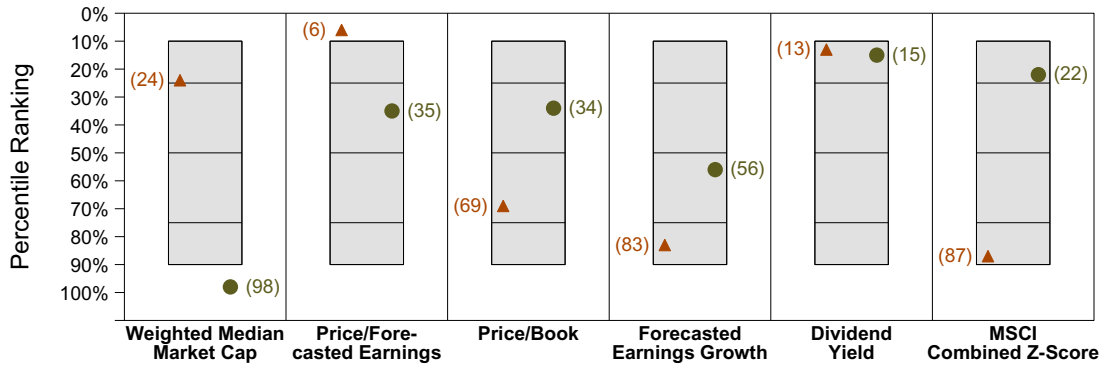 Percentile Ranking
0%
10%
20%
30%
40%
50%
60%
70%
80%
90%
100%
(24)
(98)
(6)
(35)
(69)
(34)
(83)
(56)
(13)
(15)
(87)
(22)
Weighted Median
Market Cap
Price/Fore-
casted Earnings
Price/Book
Forecasted
Earnings Growth
Dividend
Yield
MSCI
Combined Z-Score